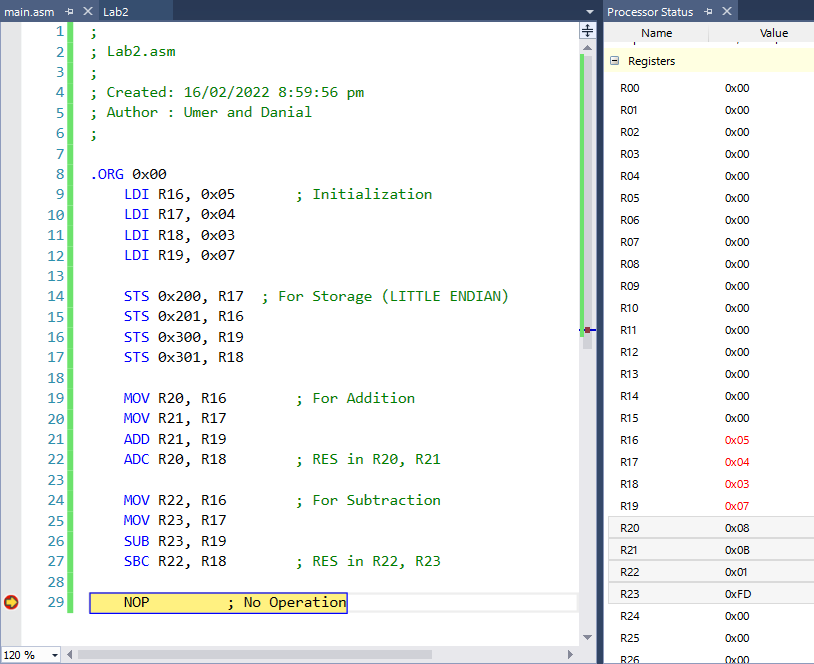 main.asm Lab2
1 ;
2 ; Lab2.asm
3 ;
4 ; Created: 16/02/2022 8:59:56 pm
5 ; Author : Umer and Danial
6 ;
7
8 .ORG 0x00
9 LDI R16, 0x05 ; Initialization
10 LDI R17, 0x04
11 LDI R18, 0x03
12 LDI R19, 0x07
13
14 STS 0x200, R17 ; For Storage (LITTLE ENDIAN)
15 STS 0x201, R16
16 STS 0x300, R19
17 STS 0x301, R18
18
19 MOV R20, R16 ; For Addition
20 MOV R21, R17
21 ADD R21, R19
22 ADC R20, R18 ; RES in R20, R21
23
24 MOV R22, R16 ; For Subtraction
25 MOV R23, R17
26 SUB R23, R19
27 SBC R22, R18 ; RES in R22, R23
28
29 NOP ; No Operation
120 %
Processor Status
Name Value
Registers
R00 0x00
R01 0x00
R02 0x00
R03 0x00
R04 0x00
R05 0x00
R06 0x00
R07 0x00
R08 0x00
R09 0x00
R10 0x00
R11 0x00
R12 0x00
R13 0x00
R14 0x00
R15 0x00
R16 0x05
R17 0x04
R18 0x03
R19 0x07
R20 0x08
R21 0x0B
R22 0x01
R23 0xFD
R24 0x00
R25 0x00
R26 0x00